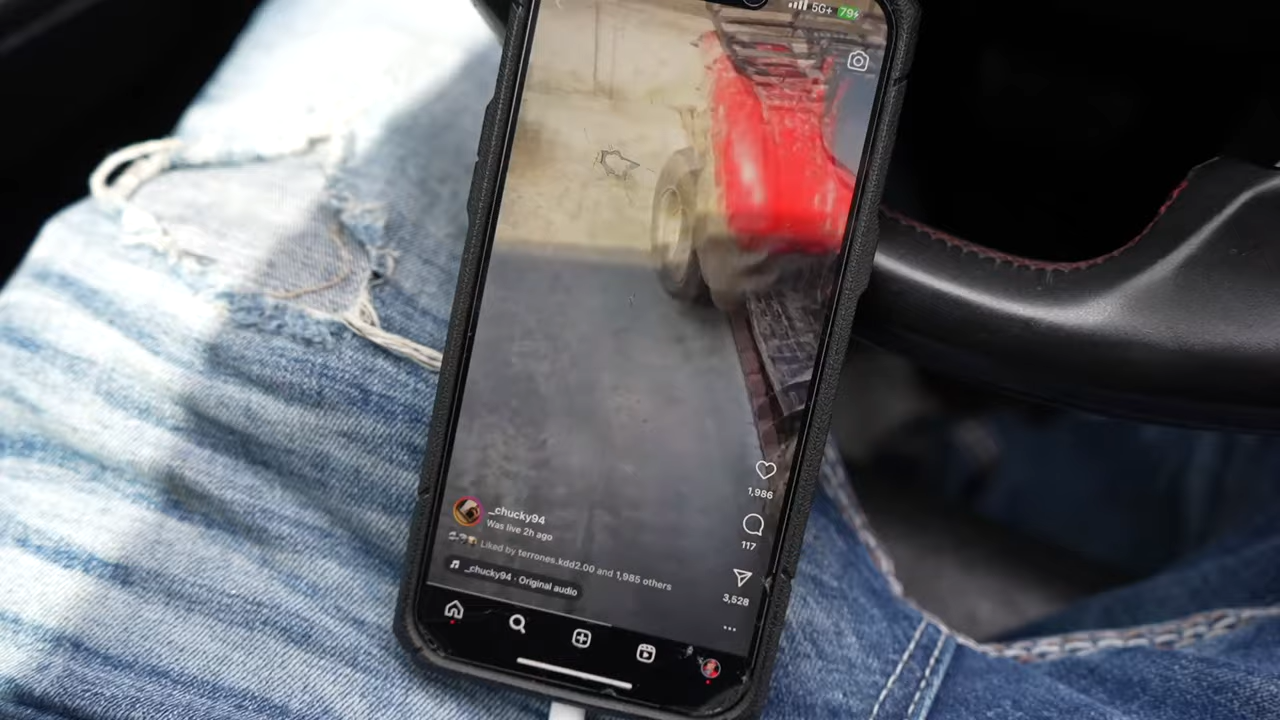 5G+ 79
1,986
117
3,528
_chucky94
Was live 2h ago
Liked by terrones.kdd2.00 and 1,985 others
_chucky94 · Original audio